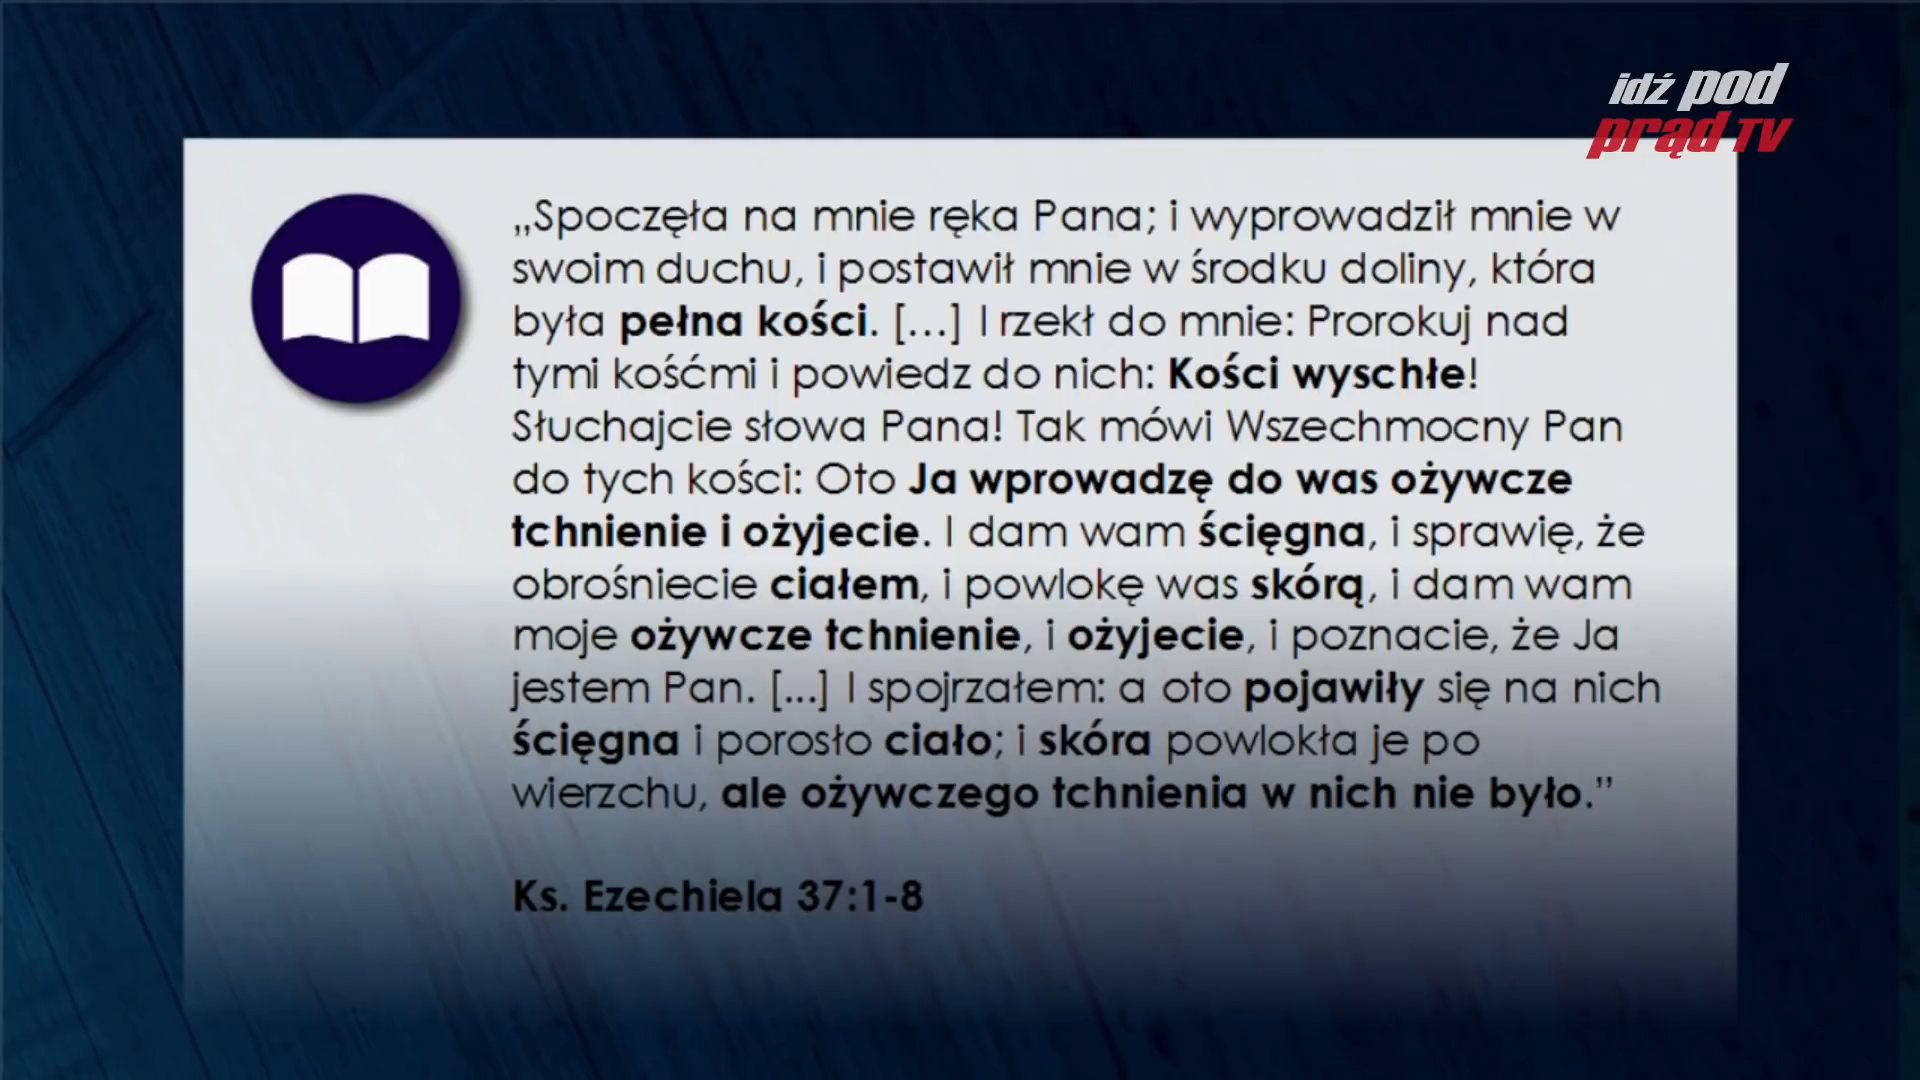 idź pod
prąd TV
„Spoczęła na mnie ręka Pana; i wyprowadził mnie w
swoim duchu, i postawił mnie w środku doliny, która
była pełna kości. [...] I rzekł do mnie: Prorokuj nad
tymi kośćmi i powiedz do nich: Kości wyschłe!
Słuchajcie słowa Pana! Tak mówi Wszechmocny Pan
do tych kości: Oto Ja wprowadzę do was ożywcze
tchnienie i ożyjecie. I dam wam ścięgna, i sprawię, że
obrośniecie ciałem, i powlokę was skórą, i dam wam
moje ożywcze tchnienie, i ożyjecie, i poznacie, że Ja
jestem Pan. [...] I spojrzałem: a oto pojawiły się na nich
ścięgna i porosło ciało; i skóra powlokła je po
wierzchu, ale ożywczego tchnienia w nich nie było.”
Ks. Ezechiela 37:1-8